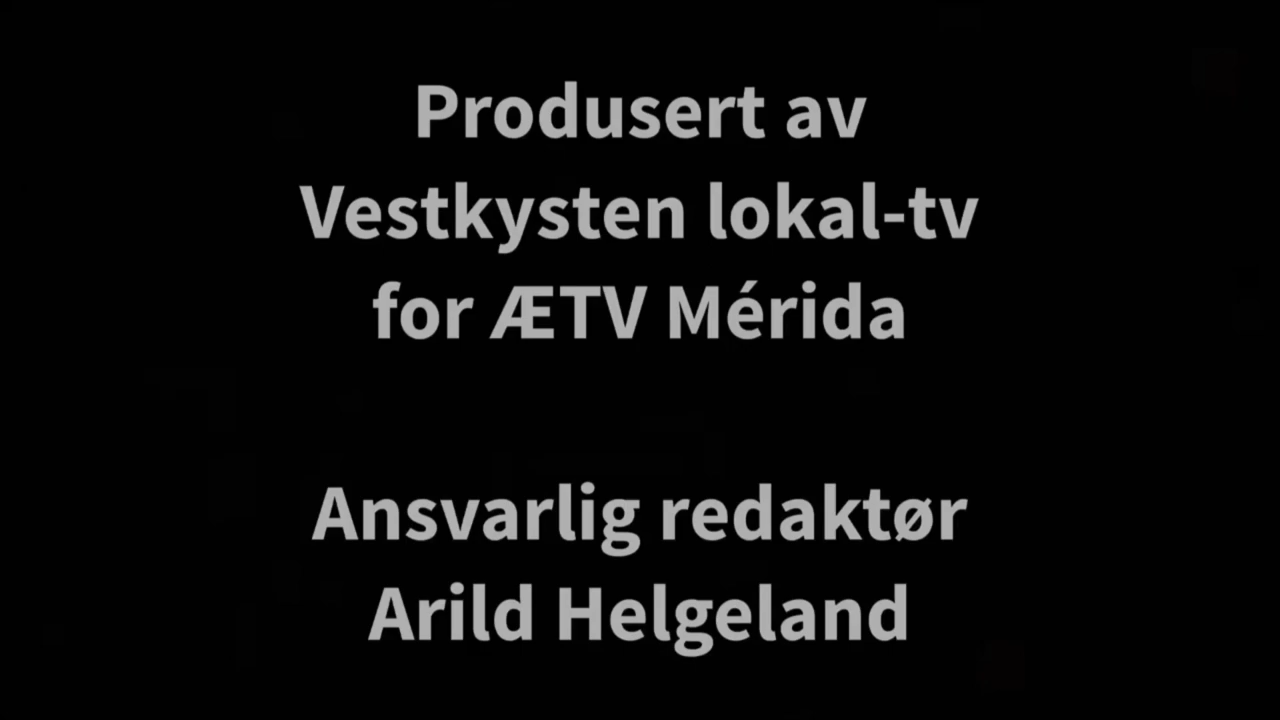 Produsert av
Vestkysten lokal-tv
for ÆTV Mérida
Ansvarlig redaktør
Arild Helgeland